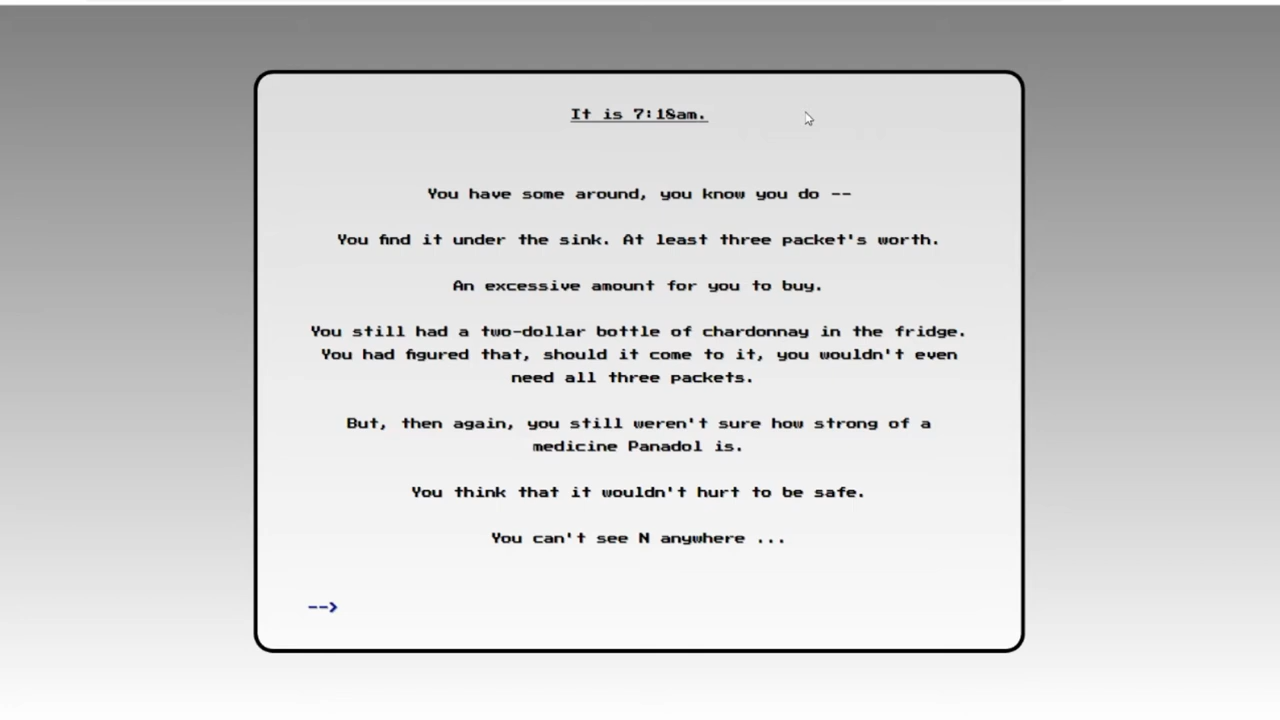 It is 7:18am.
You have some around, you know you do --
You find it under the sink. At least three packet's worth.
An excessive amount for you to buy.
You still had a two-dollar bottle of chardonnay in the fridge.
You had figured that, should it come to it, you wouldn't even
need all three packets.
But, then again, you still weren't sure how strong of a
medicine Panadol is.
You think that it wouldn't hurt to be safe.
You can't see N anywhere ...
-->